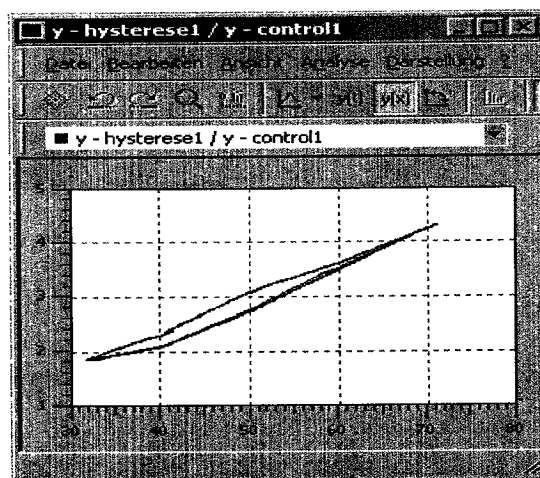 y - hysterese1 / y - control1
Datei Bearbeiten Ansicht Analyse Darstellung ?
y(t) y(x)
y - hysterese1 / y - control1
5
4
3
2
1
30 40 50 60 70 80